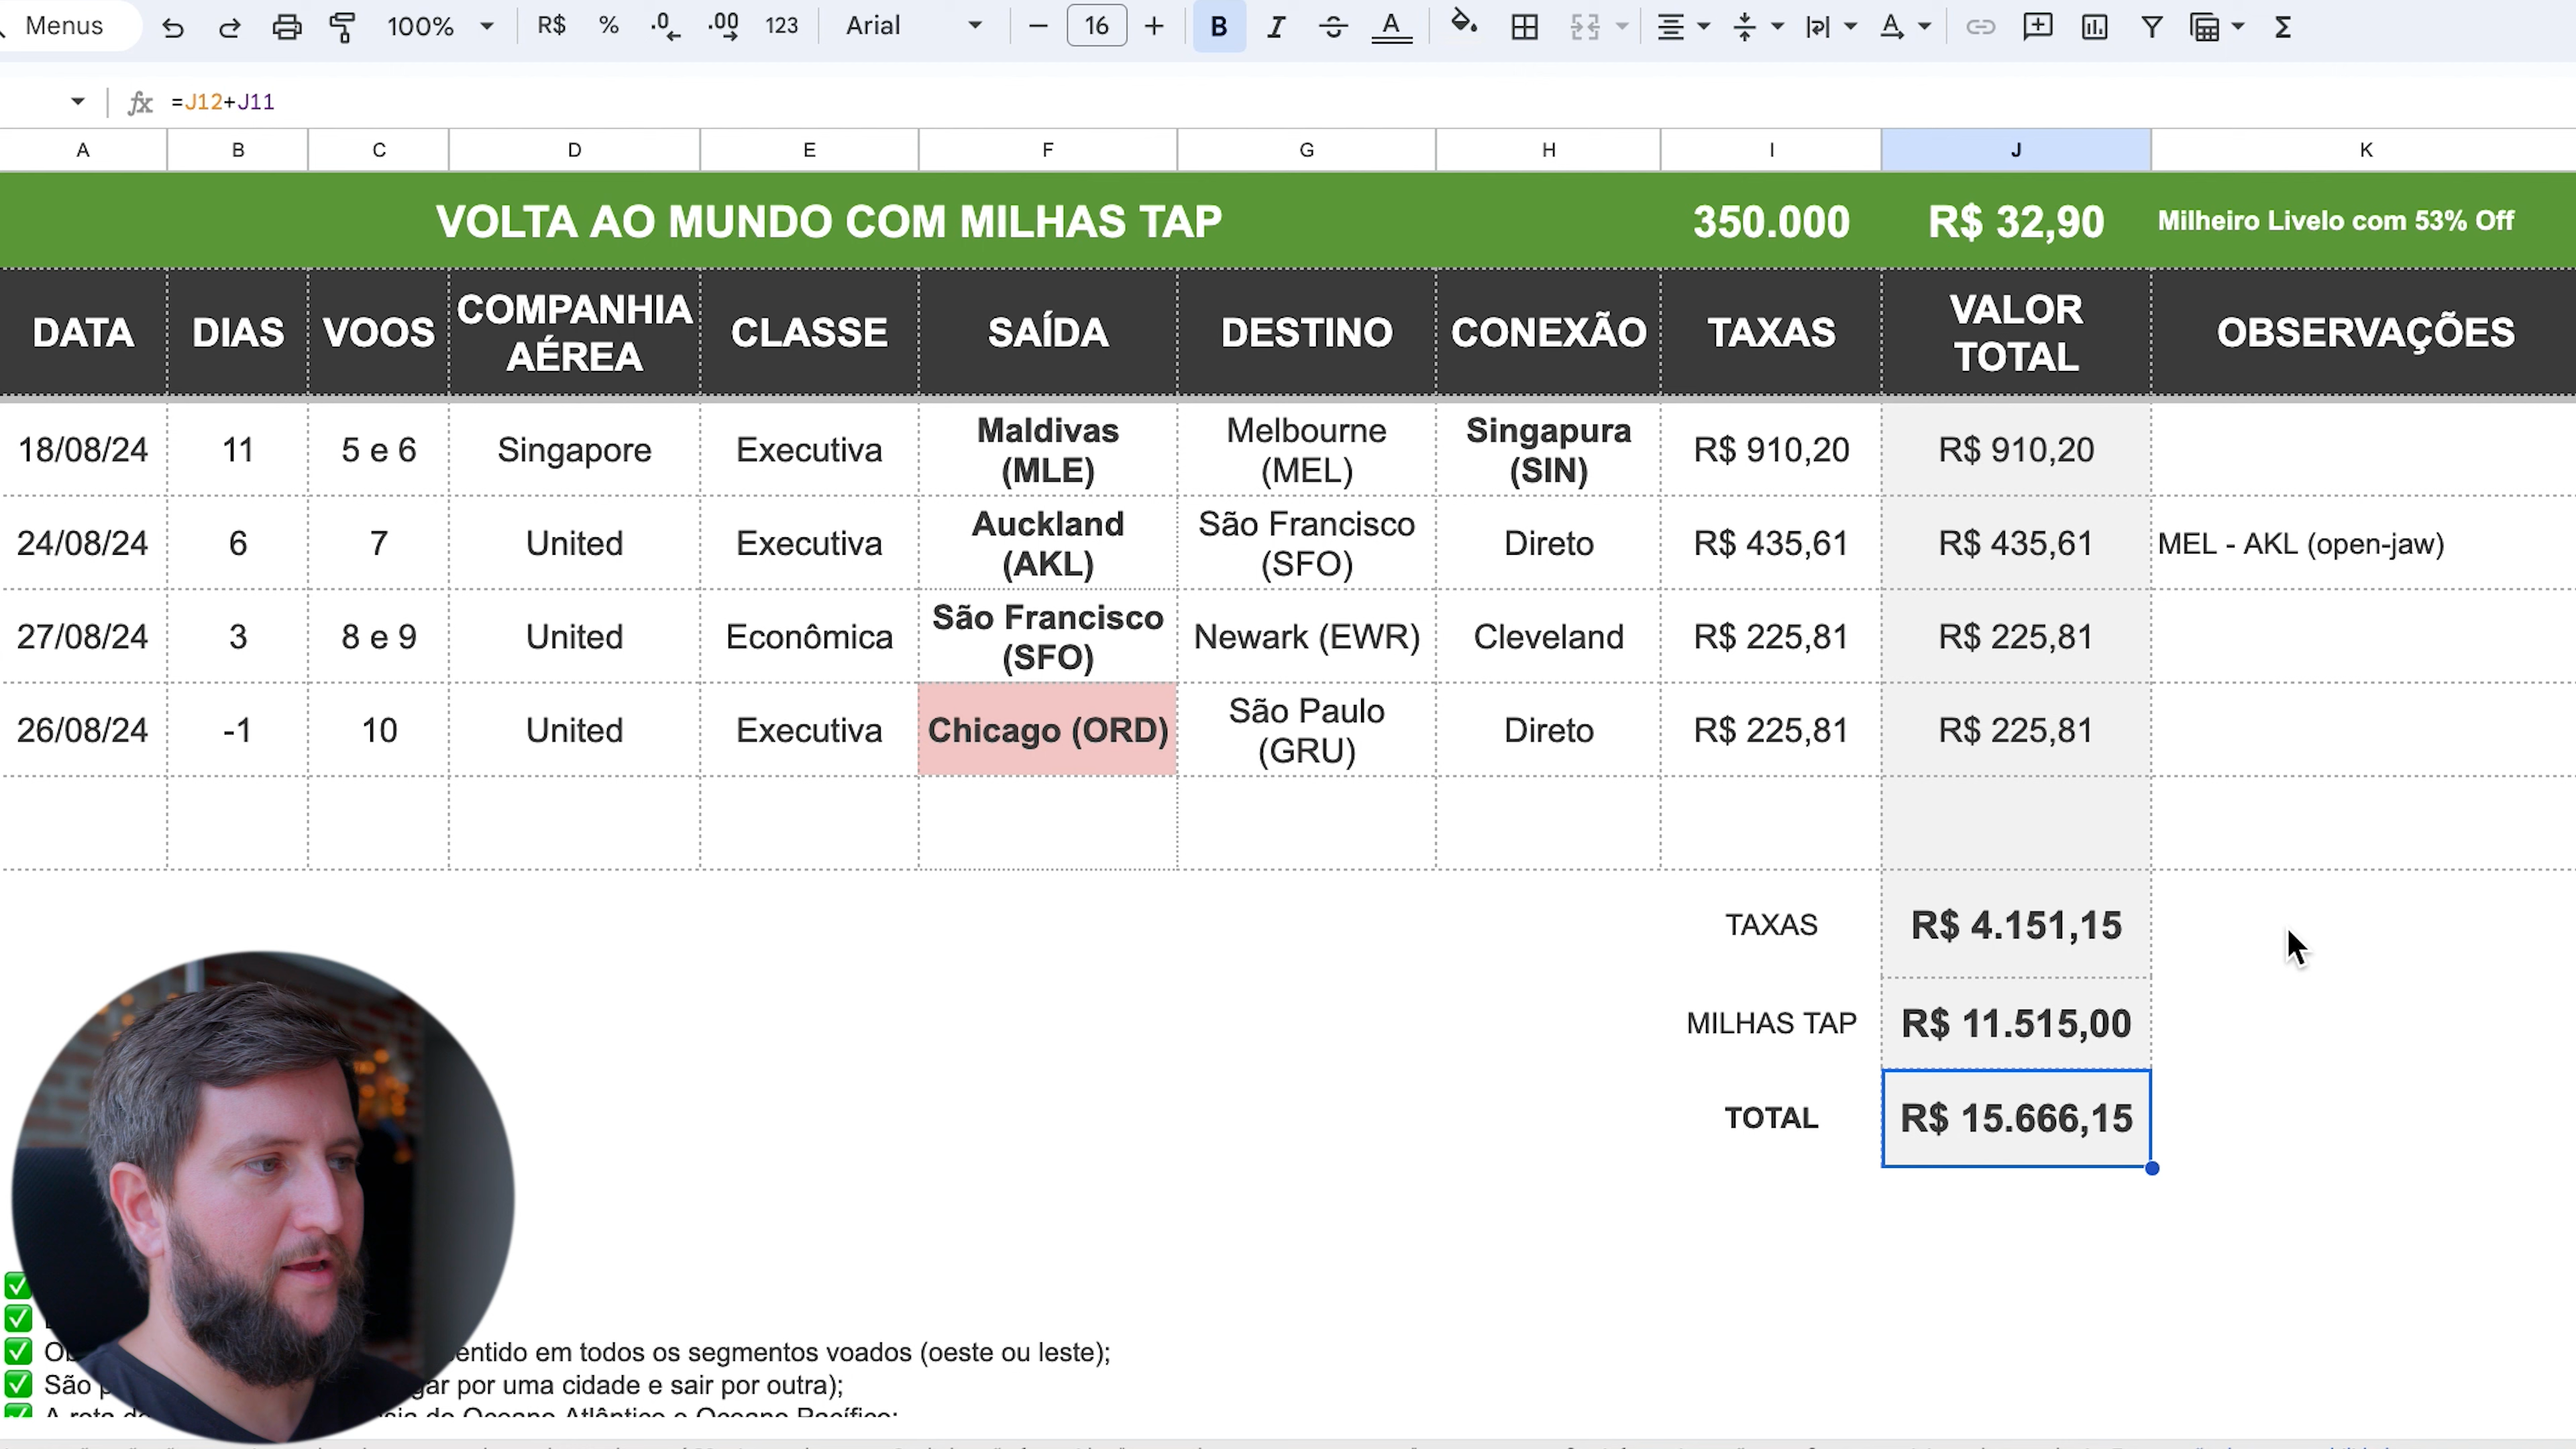 Menus 100% R$ % .0 .00 123 Arial 16 B I S A A Σ
fx =J12+J11
A B C D E F G H I J K
VOLTA AO MUNDO COM MILHAS TAP 350.000 R$ 32,90 Milheiro Livelo com 53% Off
DATA DIAS VOOS COMPANHIA AÉREA CLASSE SAÍDA DESTINO CONEXÃO TAXAS VALOR TOTAL OBSERVAÇÕES
18/08/24 11 5 e 6 Singapore Executiva Maldivas (MLE) Melbourne (MEL) Singapura (SIN) R$ 910,20 R$ 910,20
24/08/24 6 7 United Executiva Auckland (AKL) São Francisco (SFO) Direto R$ 435,61 R$ 435,61 MEL - AKL (open-jaw)
27/08/24 3 8 e 9 United Econômica São Francisco (SFO) Newark (EWR) Cleveland R$ 225,81 R$ 225,81
26/08/24 -1 10 United Executiva Chicago (ORD) São Paulo (GRU) Direto R$ 225,81 R$ 225,81
TAXAS R$ 4.151,15
MILHAS TAP R$ 11.515,00
TOTAL R$ 15.666,15
em todos os segmentos voados (oeste ou leste);
São por uma cidade e sair por outra);
A Oceano Atlântico e Oceano Pacífico;